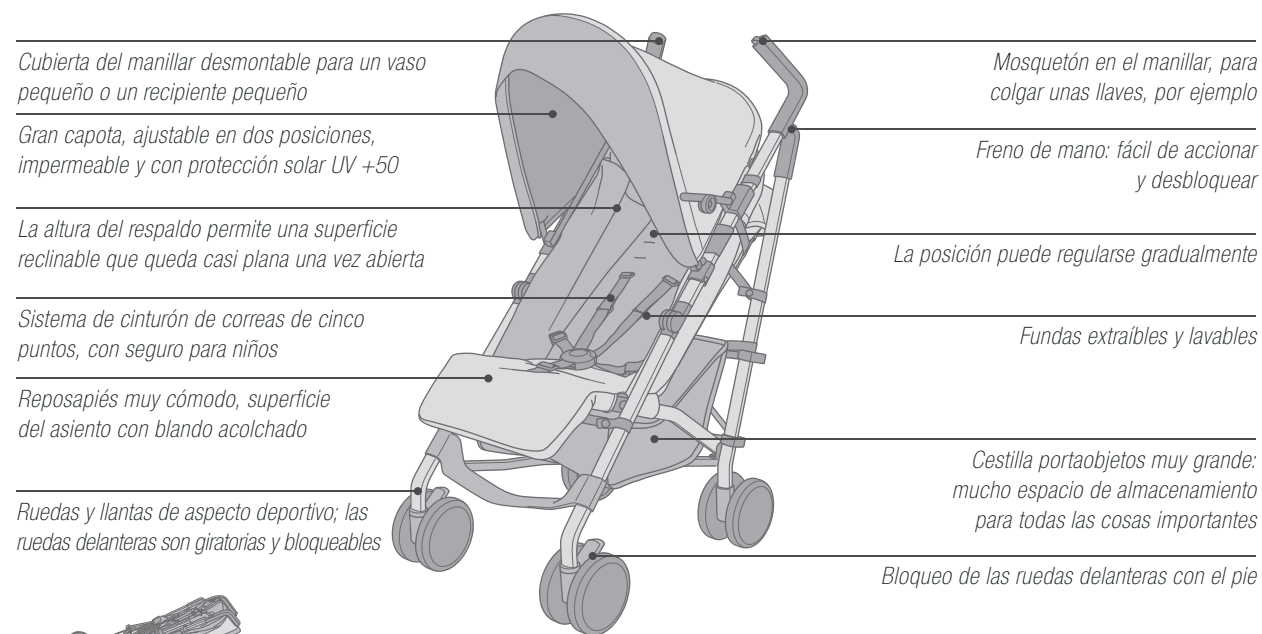 Cubierta del manillar desmontable para un vaso
pequeño o un recipiente pequeño
Gran capota, ajustable en dos posiciones,
impermeable y con protección solar UV +50
La altura del respaldo permite una superficie
reclinable que queda casi plana una vez abierta
Sistema de cinturón de correas de cinco
puntos, con seguro para niños
Reposapiés muy cómodo, superficie
del asiento con blando acolchado
Ruedas y llantas de aspecto deportivo; las
ruedas delanteras son giratorias y bloqueables
Mosquetón en el manillar, para
colgar unas llaves, por ejemplo
Freno de mano: fácil de accionar
y desbloquear
La posición puede regularse gradualmente
Fundas extraíbles y lavables
Cestilla portaobjetos muy grande:
mucho espacio de almacenamiento
para todas las cosas importantes
Bloqueo de las ruedas delanteras con el pie